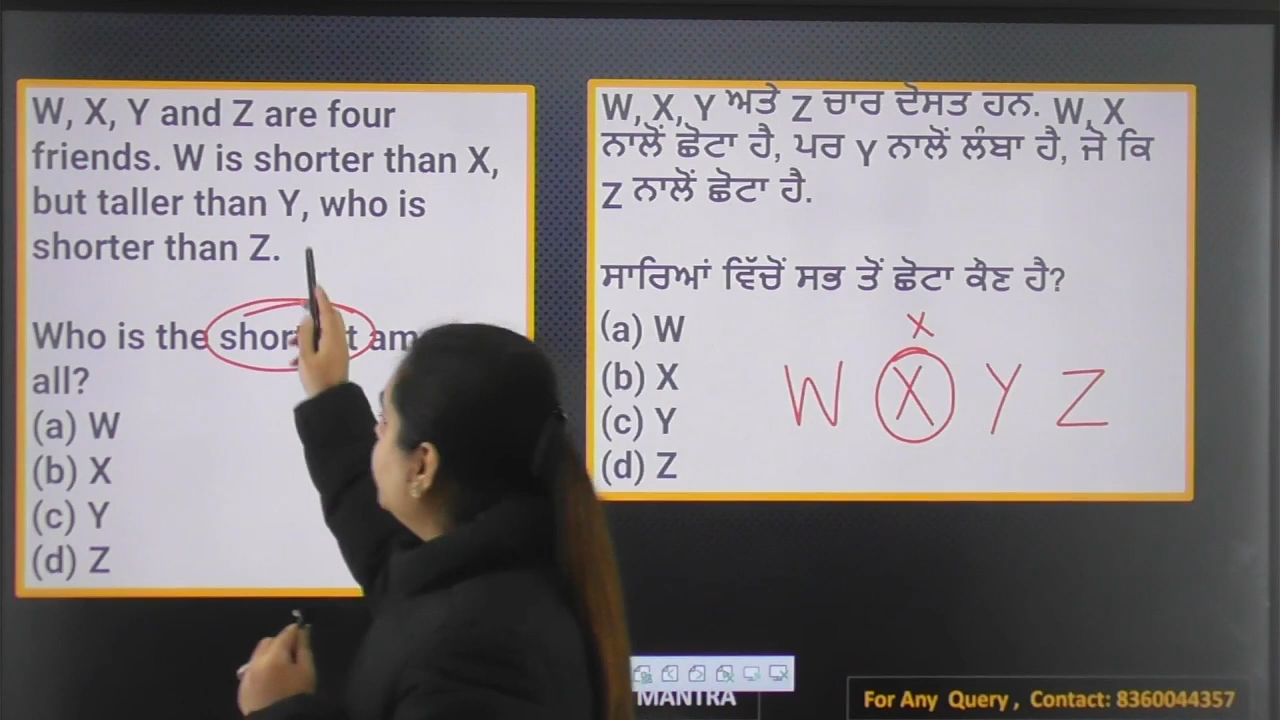 W, X, Y and Z are four
friends. W is shorter than X,
but taller than Y, who is
shorter than Z.
Who is the
all?
(a) W
(b) X
(c) Y
(d) Z
W, X, Y ਅਤੇ Z ਚਾਰ ਦੋਸਤ ਹਨ. W, X
ਨਾਲੋਂ ਛੋਟਾ ਹੈ, ਪਰ Y ਨਾਲੋਂ ਲੰਬਾ ਹੈ, ਜੋ ਕਿ
Z ਨਾਲੋਂ ਛੋਟਾ ਹੈ.
ਸਾਰਿਆਂ ਵਿੱਚੋਂ ਸਭ ਤੋਂ ਛੋਟਾ ਕੌਣ ਹੈ?
(a) W
(b) X
(c) Y
(d) Z
X
W X Y Z
MANTRA
For Any Query , Contact: 8360044357